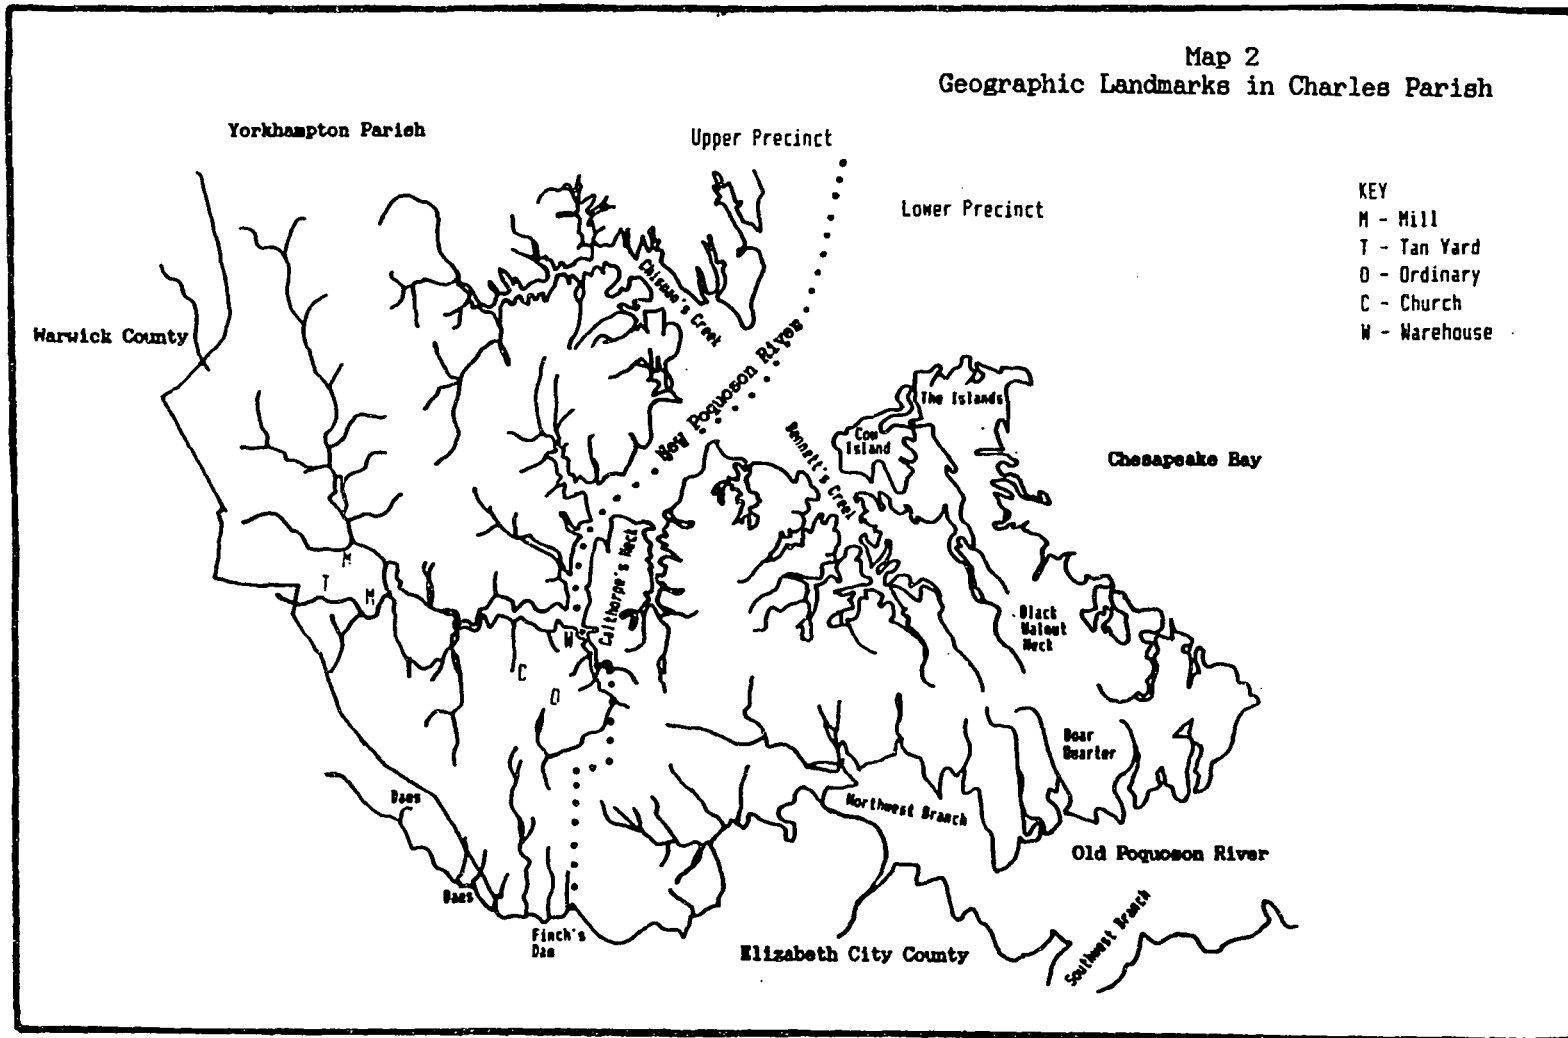 Map 2
Geographic Landmarks in Charles Parish
Yorkhampton Parish
Upper Precinct
Lower Precinct
KEY
M - Mill
T - Tan Yard
O - Ordinary
C - Church
W - Warehouse
Warwick County
Chisman's Creek
New Poquoson River
The Islands
Cow
Island
Bennett's Creek
Chesapeake Bay
Calthorpe's Neck
M
T
M
W
C
O
Black
Walnut
Neck
Boar
Quarter
Dams
Northwest Branch
Old Poquoson River
Dams
Finch's
Dam
Elizabeth City County
Southwest Branch